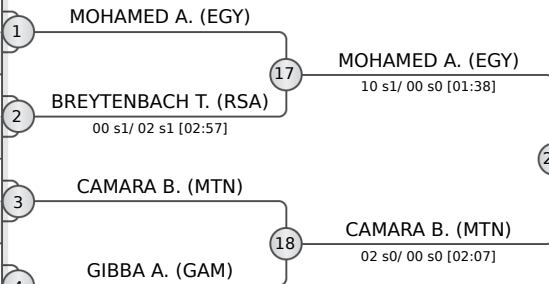 MOHAMED A. (EGY)
1
17
MOHAMED A. (EGY)
10 s1/ 00 s0 [01:38]
BREYTENBACH T. (RSA)
2
00 s1/ 02 s1 [02:57]
CAMARA B. (MTN)
3
18
CAMARA B. (MTN)
02 s0/ 00 s0 [02:07]
GIBBA A. (GAM)